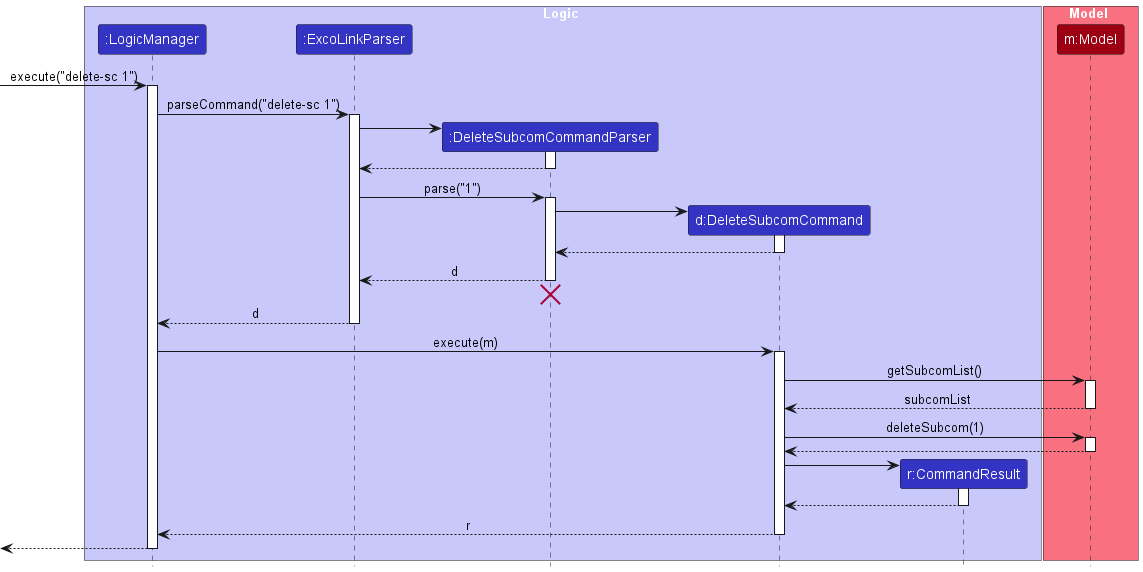 Logic
Model
:LogicManager
:ExcoLinkParser
m:Model
execute("delete-sc 1")
parseCommand("delete-sc 1")
:DeleteSubcomCommandParser
parse("1")
d:DeleteSubcomCommand
d
d
execute(m)
getSubcomList()
subcomList
deleteSubcom(1)
r:CommandResult
r